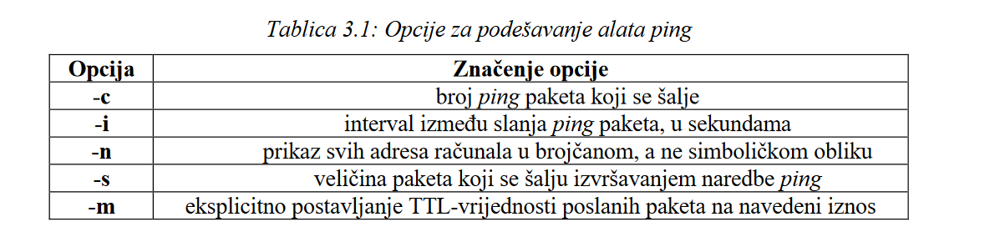 Tablica 3.1: Opcije za podešavanje alata ping
Opcija Značenje opcije
-c broj ping paketa koji se šalje
-i interval između slanja ping paketa, u sekundama
-n prikaz svih adresa računala u brojčanom, a ne simboličkom obliku
-s veličina paketa koji se šalju izvršavanjem naredbe ping
-m eksplicitno postavljanje TTL-vrijednosti poslanih paketa na navedeni iznos